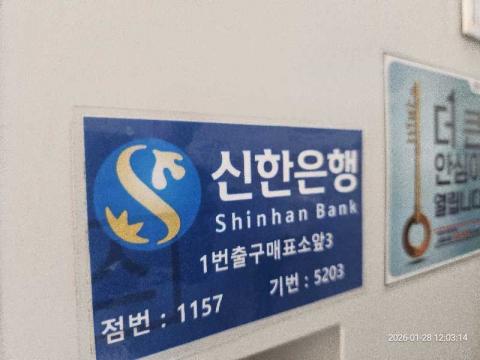 신한은행
Shinhan Bank
1번출구매표소앞3
점번 : 1157
기번 : 5203
더 큰
안심이
열립니다
2026-01-28 12:03:14